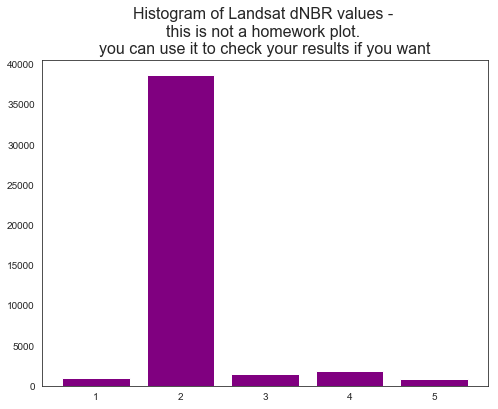 Histogram of Landsat dNBR values -
this is not a homework plot.
you can use it to check your results if you want
40000
35000
30000
25000
20000
15000
10000
5000
0
1 2 3 4 5